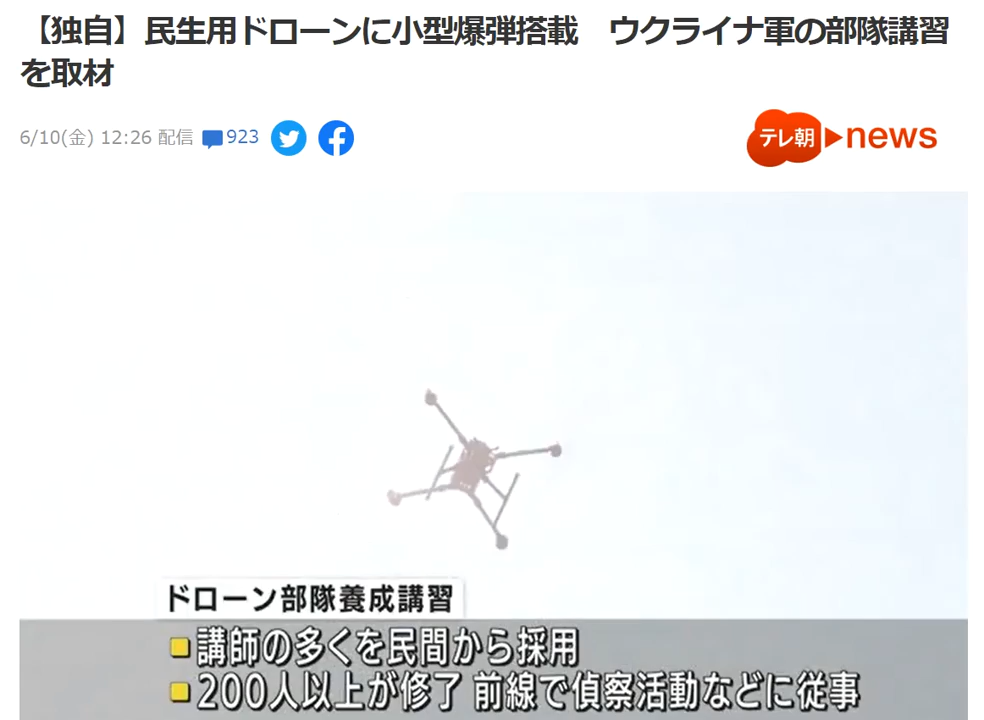 【独自】民生用ドローンに小型爆弾搭載　ウクライナ軍の部隊講習
を取材
6/10(金) 12:26 配信 923
テレ朝 news
ドローン部隊養成講習
講師の多くを民間から採用
200人以上が修了 前線で偵察活動などに従事